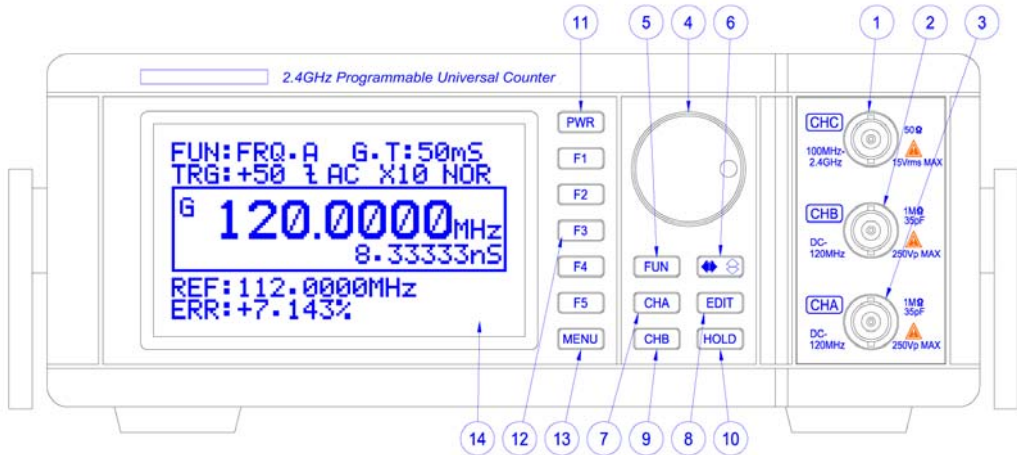 11 5 4 6 1 2 3
2.4GHz Programmable Universal Counter
FUN:FRQ.A G.T:50mS
TRG:+50 AC X10 NOR
G 120.0000MHz
8.33333nS
REF:112.0000MHz
ERR:+7.143%
PWR
F1
F2
F3
F4
F5
MENU
FUN
CHA
EDIT
CHB
HOLD
CHC
50Ω
100MHz-
2.4GHz
15Vrms MAX
CHB
1MΩ
35pF
DC-
120MHz
250Vp MAX
CHA
1MΩ
35pF
DC-
120MHz
250Vp MAX
14 12 13 7 9 8 10